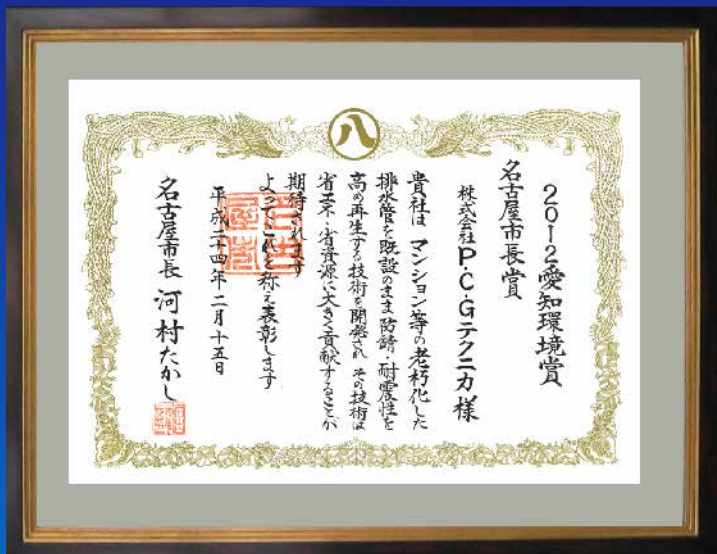 八
2012愛知環境賞
名古屋市長賞
株式会社P・C・Gテクニカ様
貴社は マンション等の老朽化した
排水管を既設のまま防錆・耐震性を
高め再生する技術を開発され その技術は
省エネ・省資源に大きく貢献することが
期待されます
よってこれを称え表彰します
平成二十四年二月十五日
名古屋市長 河村たかし